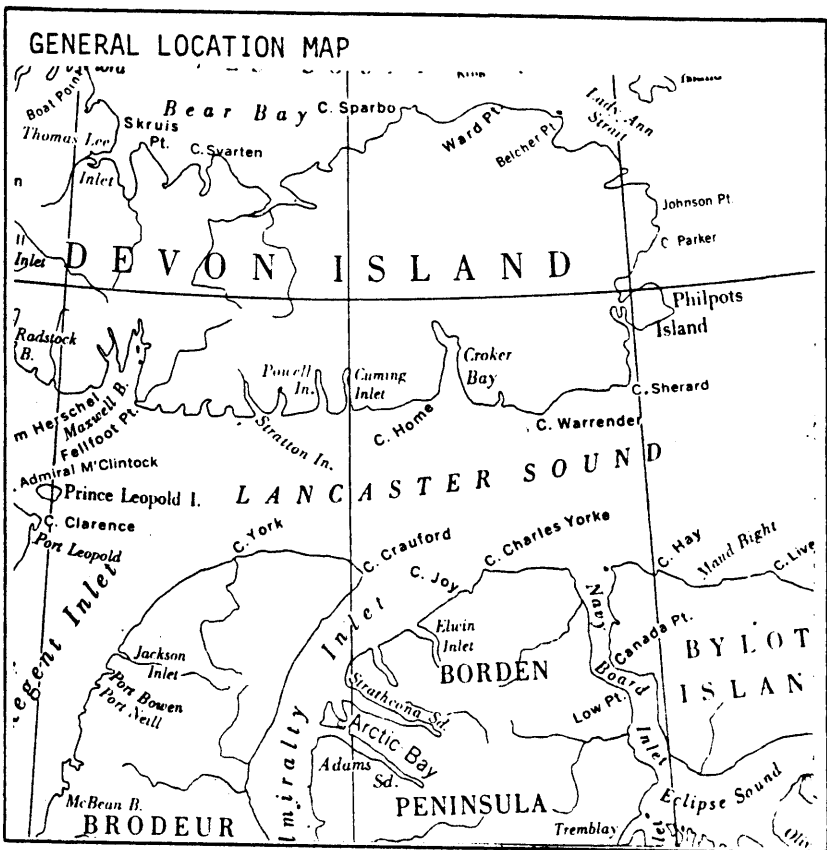 GENERAL LOCATION MAP
Boat Point
Bear Bay
C. Sparbo
Skruis
Pt.
C. Svarten
Ward Pt.
Belcher Pt.
Lady Ann
Strait
Thomas Lee
Inlet
Johnson Pt.
C Parker
Inlet
DEVON ISLAND
Philpots
Island
Radstock
B.
Maxwell B.
Fellfoot Pt.
m Herschel
Powell
In.
Cuming
Inlet
Stratton In.
Croker
Bay
C. Home
C. Sherard
C. Warrender
Admiral M'Clintock
Prince Leopold I.
LANCASTER SOUND
C. Clarence
Port Leopold
C. York
C. Crauford
C. Joy
C. Charles Yorke
C. Hay
Maud Bight
C. Live
egent Inlet
lmiralty Inlet
Elwin
Inlet
Navy Board Inlet
Canada Pt.
BYLOT
ISLAN
Jackson
Inlet
Port Bowen
Port Neill
BORDEN
Strathcona Sd.
Low Pt.
Arctic Bay
Adams
Sd.
McBean B.
BRODEUR
PENINSULA
Eclipse Sound
Tremblay